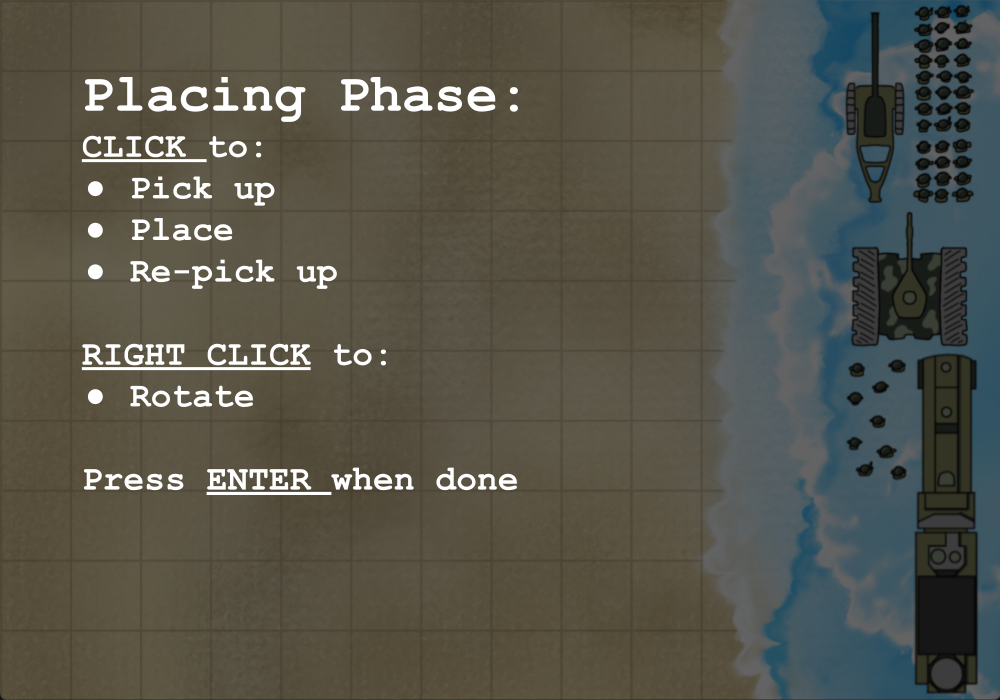 Placing Phase:
CLICK to:
● Pick up
● Place
● Re-pick up
RIGHT CLICK to:
● Rotate
Press ENTER when done